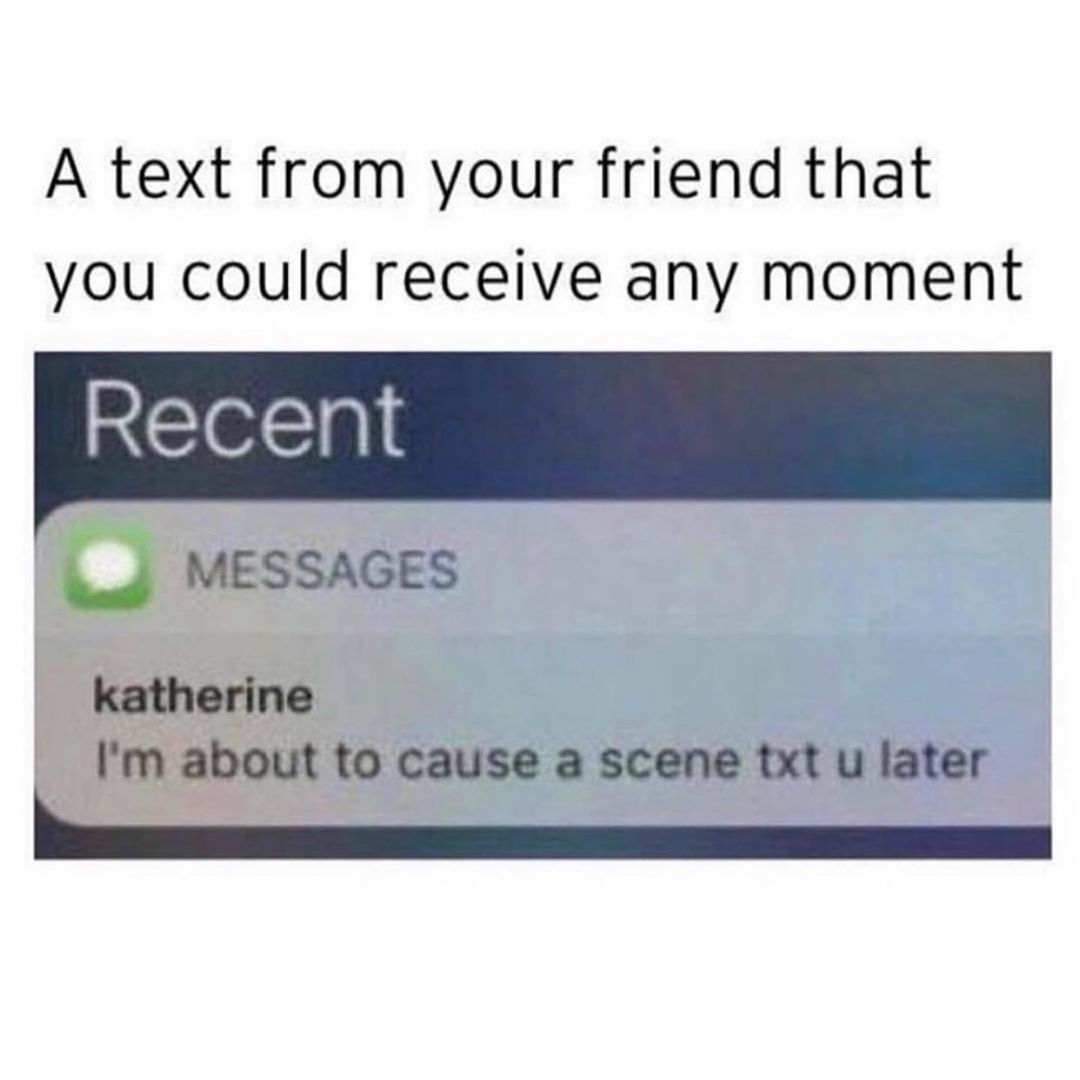 A text from your friend that
you could receive any moment
Recent
MESSAGES
katherine
I'm about to cause a scene txt u later